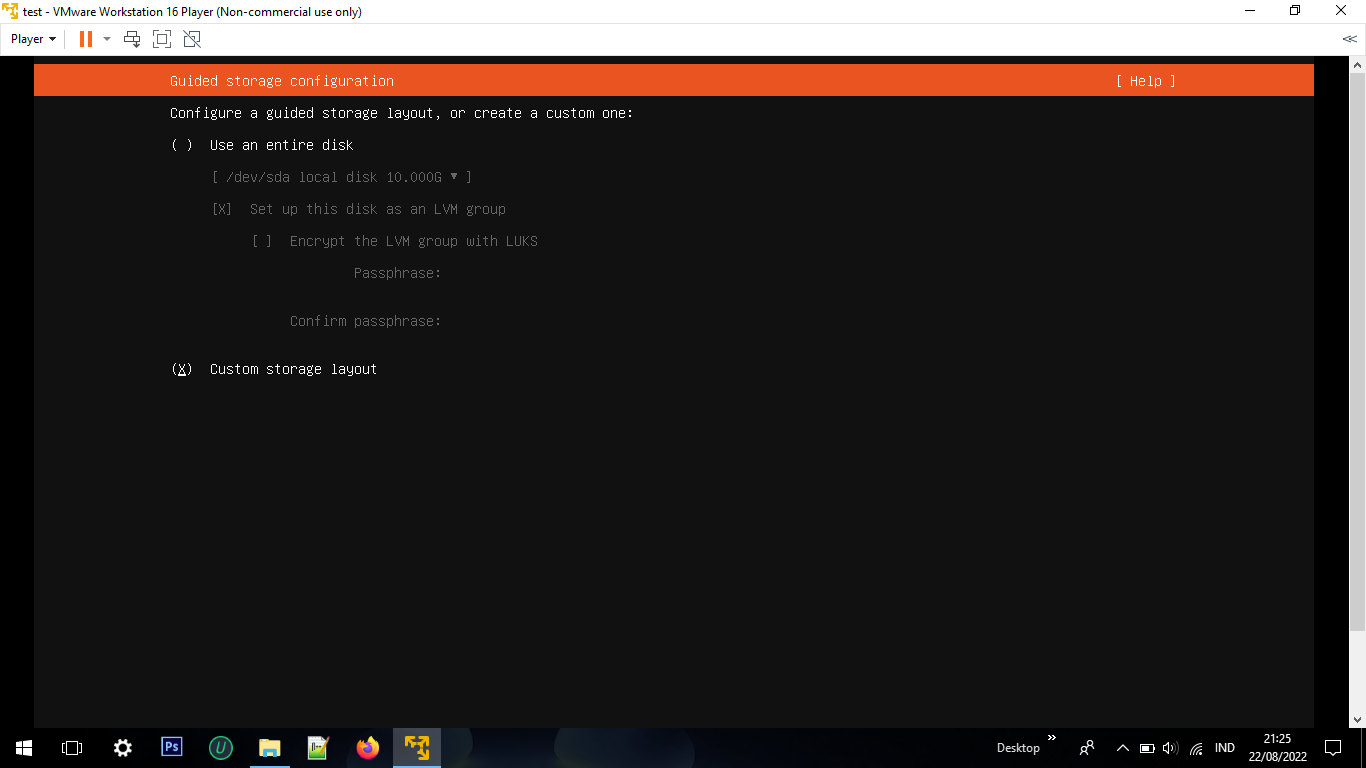 test - VMware Workstation 16 Player (Non-commercial use only)
Player
Guided storage configuration [ Help ]
Configure a guided storage layout, or create a custom one:
( ) Use an entire disk
[ /dev/sda local disk 10.000G ▾ ]
[X] Set up this disk as an LVM group
[ ] Encrypt the LVM group with LUKS
Passphrase:
Confirm passphrase:
(X) Custom storage layout
Ps
U
N++
Desktop
IND
21:25
22/08/2022